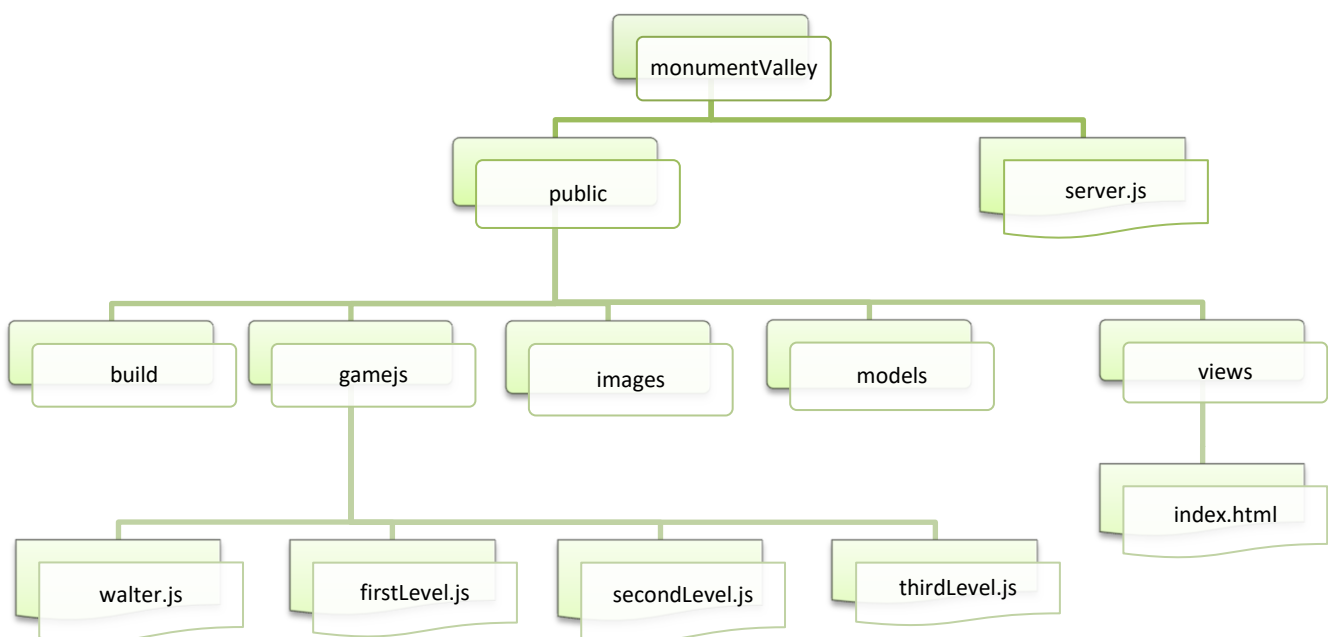 monumentValley
public
server.js
build
gamejs
images
models
views
index.html
walter.js
firstLevel.js
secondLevel.js
thirdLevel.js